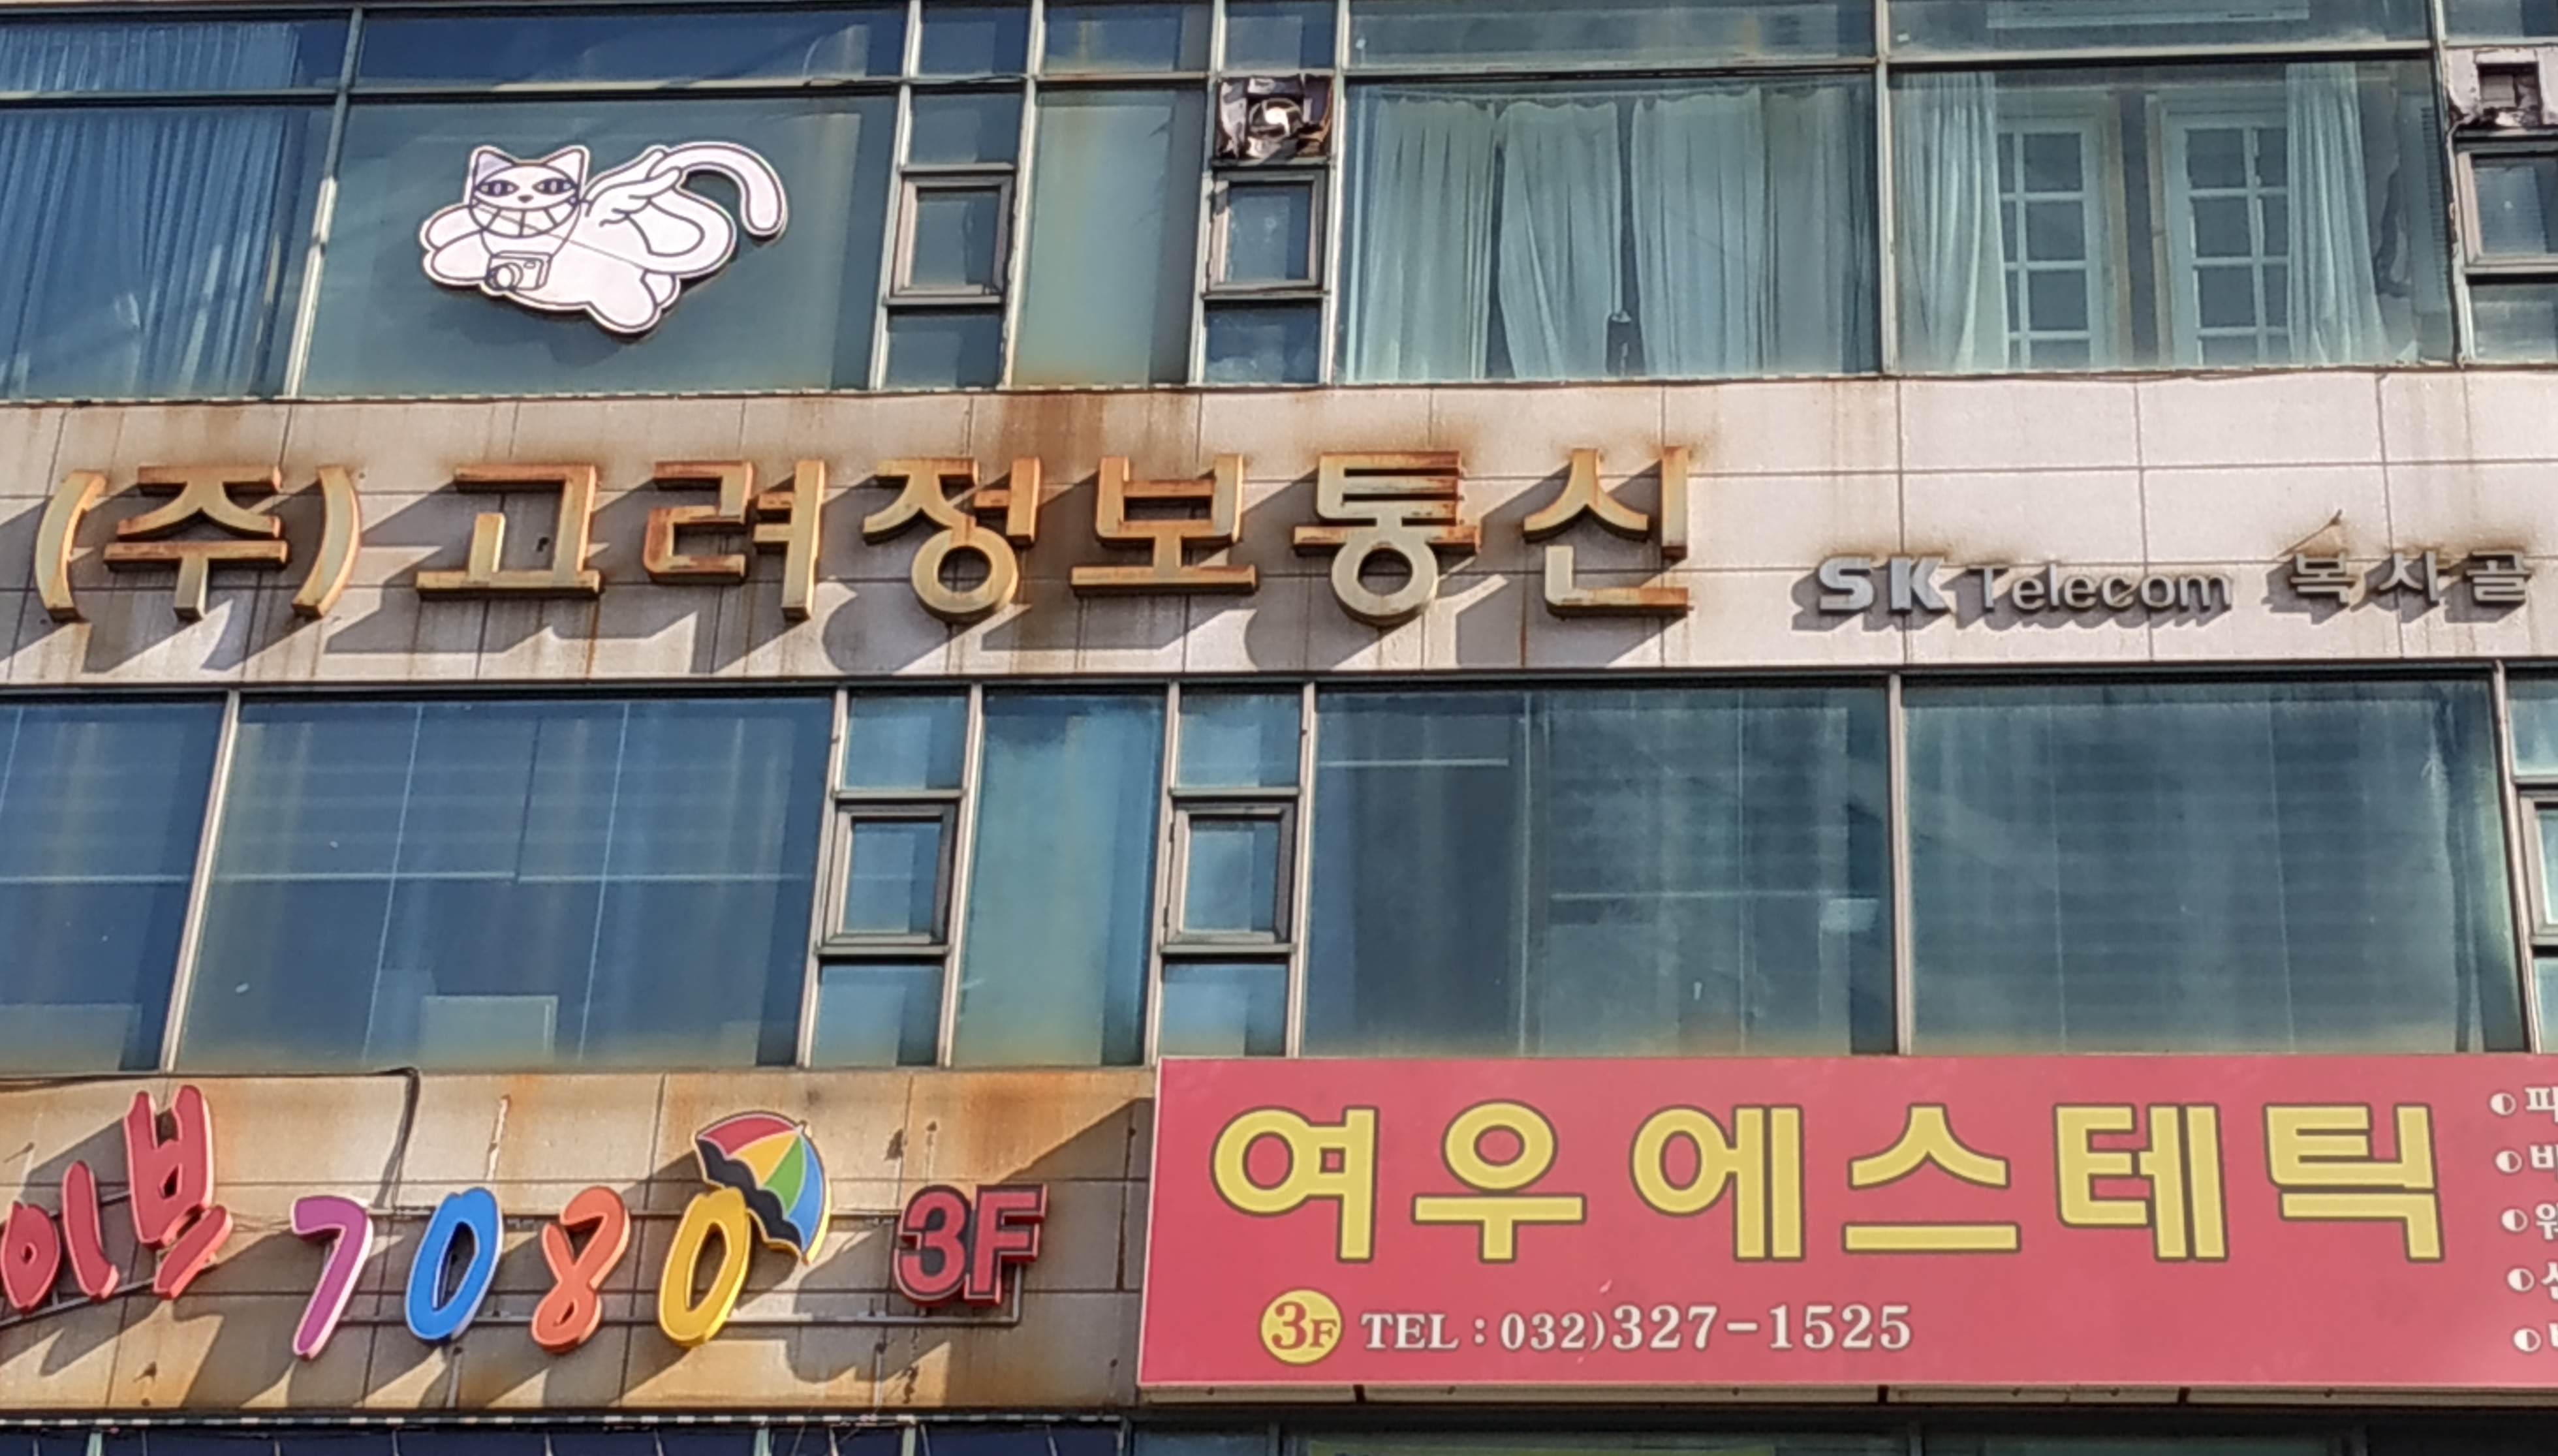 (주)고려정보통신
SK Telecom 복사골
이브 7080 3F
여우에스테틱
3F TEL : 032)327-1525